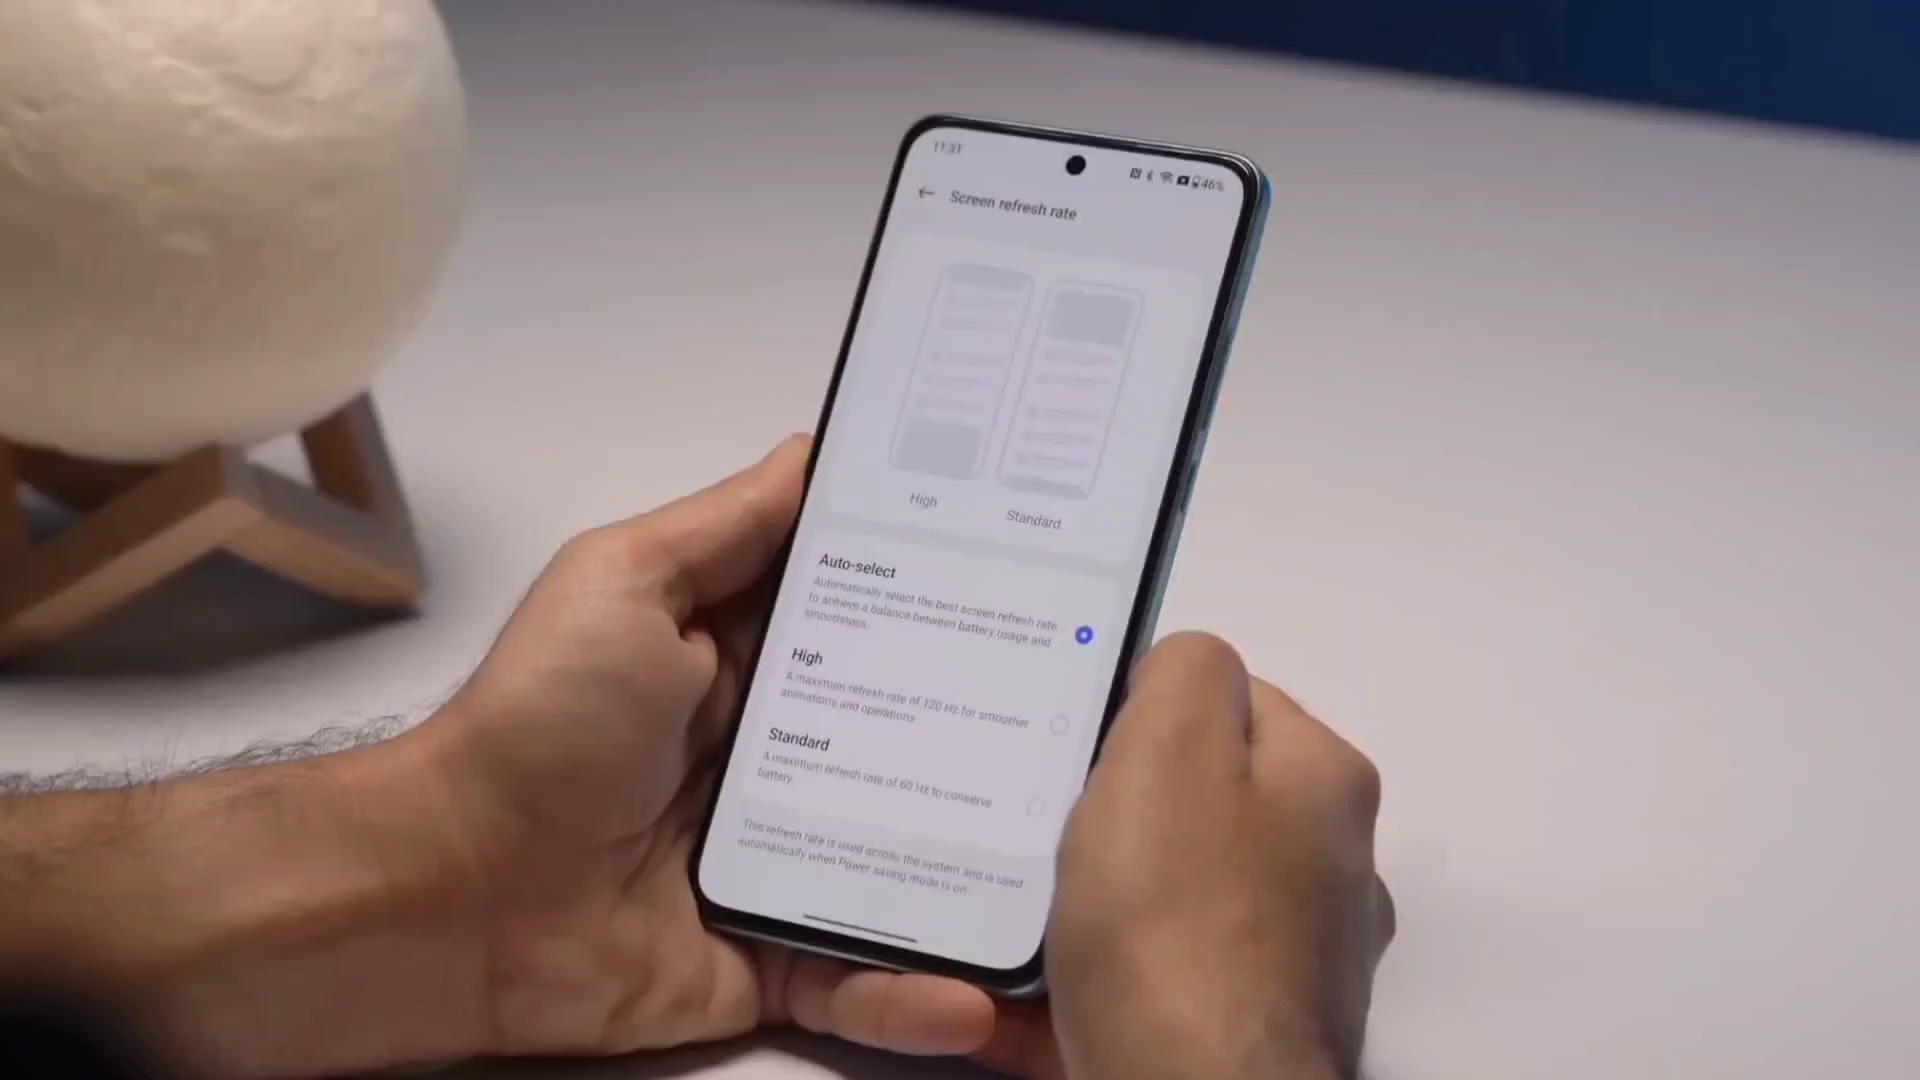 11:31
46%
Screen refresh rate
High
Standard
Auto-select
Automatically select the best screen refresh rate
to achieve a balance between battery usage and
smoothness.
High
A maximum refresh rate of 120 Hz for smoother
animations and operations
Standard
A maximum refresh rate of 60 Hz to conserve
battery.
This refresh rate is used across the system and is used
automatically when Power saving mode is on.